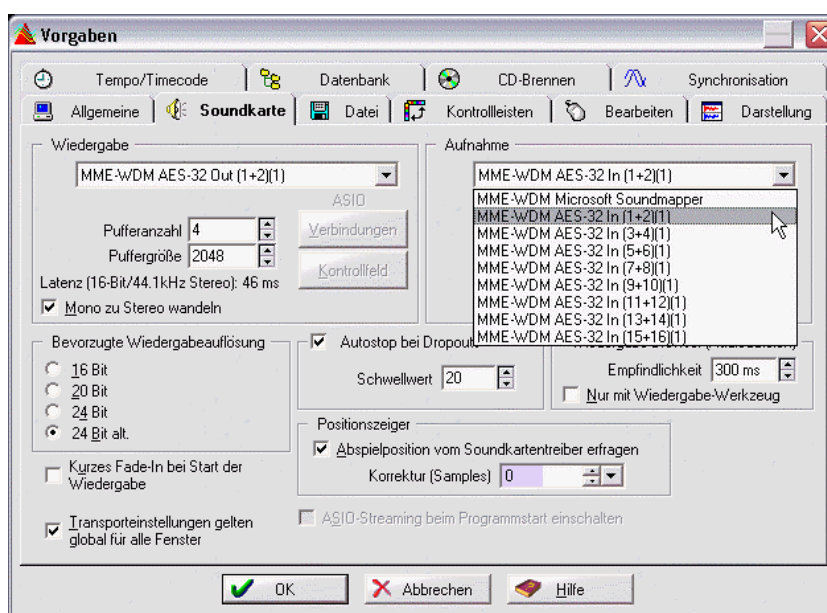 Vorgaben
Tempo/Timecode
Datenbank
CD-Brennen
Synchronisation
Allgemeine
Soundkarte
Datei
Kontrollleisten
Bearbeiten
Darstellung
Wiedergabe
MME-WDM AES-32 Out (1+2)(1)
ASIO
Pufferanzahl 4
Verbindungen
Puffergröße 2048
Kontrollfeld
Latenz (16-Bit/44.1kHz Stereo): 46 ms
Mono zu Stereo wandeln
Aufnahme
MME-WDM AES-32 In (1+2)(1)
MME-WDM Microsoft Soundmapper
MME-WDM AES-32 In (1+2)(1)
MME-WDM AES-32 In (3+4)(1)
MME-WDM AES-32 In (5+6)(1)
MME-WDM AES-32 In (7+8)(1)
MME-WDM AES-32 In (9+10)(1)
MME-WDM AES-32 In (11+12)(1)
MME-WDM AES-32 In (13+14)(1)
MME-WDM AES-32 In (15+16)(1)
Bevorzugte Wiedergabeauflösung
16 Bit
20 Bit
24 Bit
24 Bit alt.
Autostop bei Dropouts
Schwellwert 20
Empfindlichkeit 300 ms
Nur mit Wiedergabe-Werkzeug
Positionszeiger
Abspielposition vom Soundkartentreiber erfragen
Korrektur (Samples) 0
Kurzes Fade-In bei Start der
Wiedergabe
Transporteinstellungen gelten
global für alle Fenster
ASIO-Streaming beim Programmstart einschalten
OK
Abbrechen
Hilfe